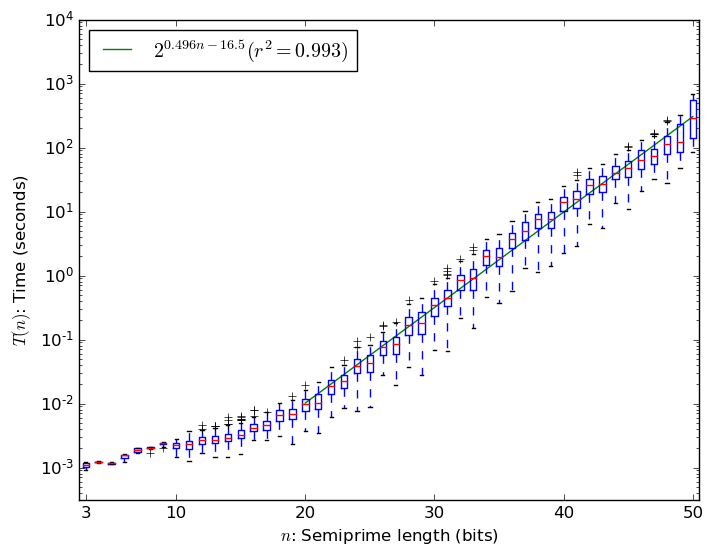 10^4
2^{0.496n−16.5}(r^2=0.993)
10^3
10^2
10^1
10^0
10^{-1}
10^{-2}
10^{-3}
T(n): Time (seconds)
3 10 20 30 40 50
n: Semiprime length (bits)